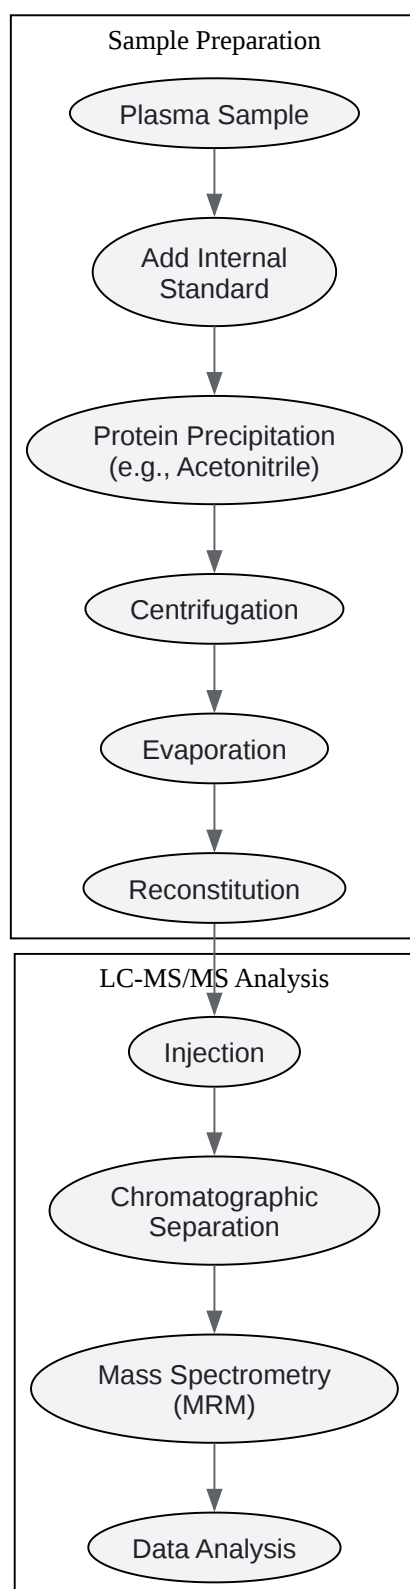 Sample Preparation
Plasma Sample
Add Internal
Standard
Protein Precipitation
(e.g., Acetonitrile)
Centrifugation
Evaporation
Reconstitution
LC-MS/MS Analysis
Injection
Chromatographic
Separation
Mass Spectrometry
(MRM)
Data Analysis